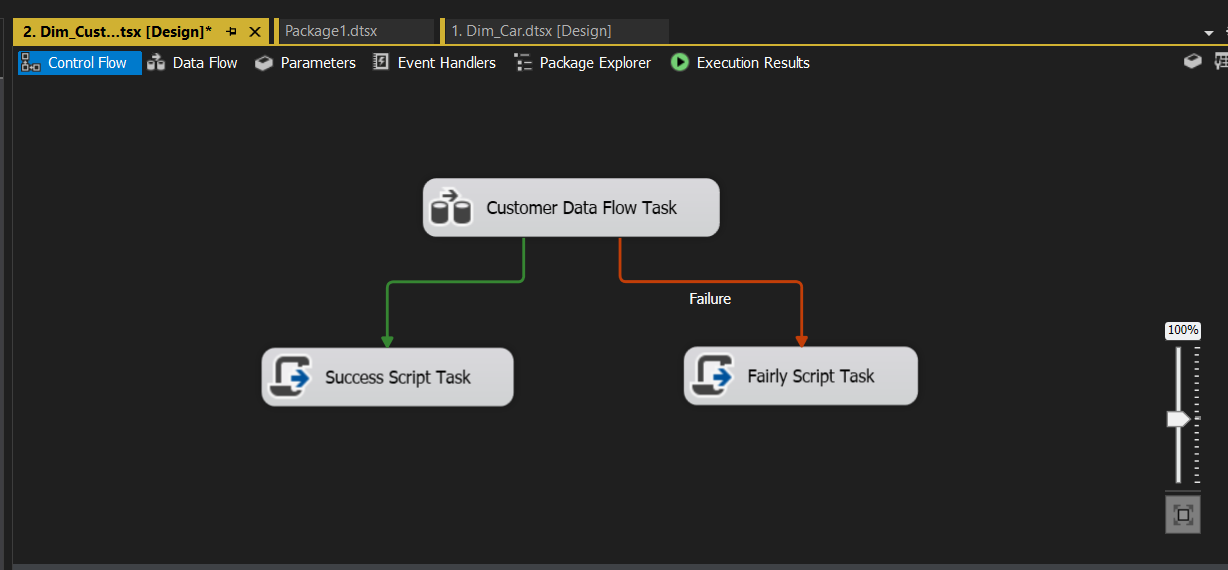 2. Dim_Cust...tsx [Design]* Package1.dtsx 1. Dim_Car.dtsx [Design]
Control Flow Data Flow Parameters Event Handlers Package Explorer Execution Results
Customer Data Flow Task
Failure
100%
Success Script Task Fairly Script Task